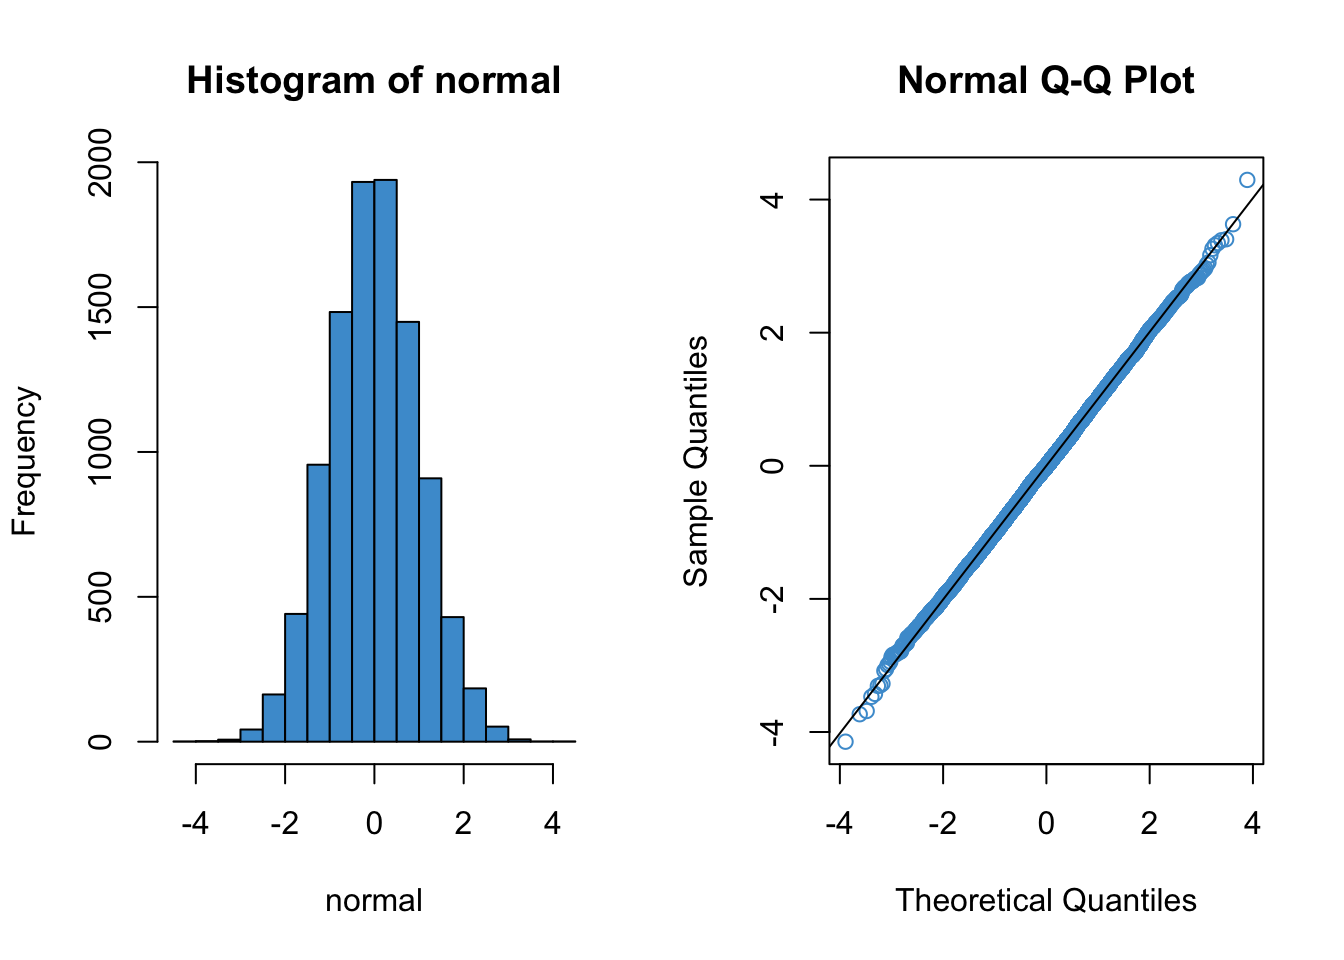 Histogram of normal
Frequency
0
500
1000
1500
2000
-4 -2 0 2 4
normal
Normal Q-Q Plot
Sample Quantiles
-4
-2
0
2
4
-4 -2 0 2 4
Theoretical Quantiles